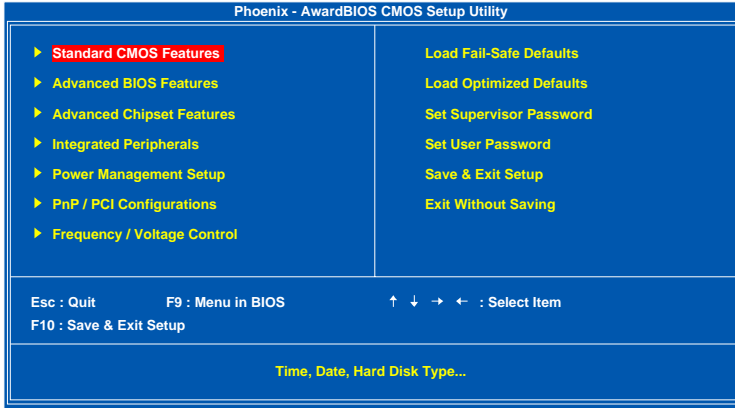 Phoenix - AwardBIOS CMOS Setup Utility
Standard CMOS Features
Advanced BIOS Features
Advanced Chipset Features
Integrated Peripherals
Power Management Setup
PnP / PCI Configurations
Frequency / Voltage Control
Load Fail-Safe Defaults
Load Optimized Defaults
Set Supervisor Password
Set User Password
Save & Exit Setup
Exit Without Saving
Esc : Quit F9 : Menu in BIOS ↑ ↓ → ← : Select Item
F10 : Save & Exit Setup
Time, Date, Hard Disk Type...